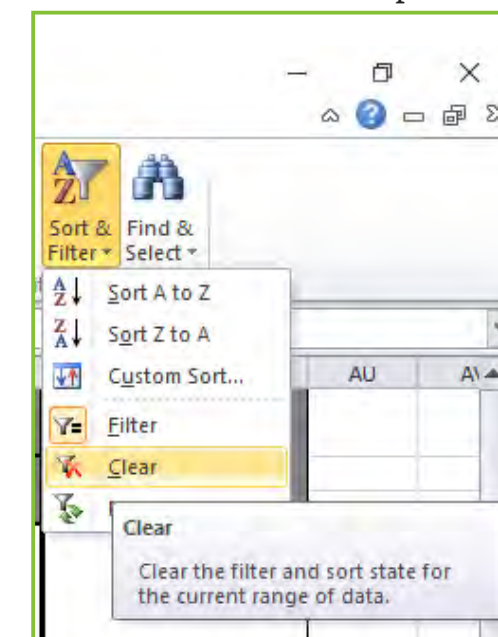 Sort & Find &
Filter Select
Sort A to Z
Sort Z to A
Custom Sort...
AU
Filter
Clear
Clear
Clear the filter and sort state for
the current range of data.